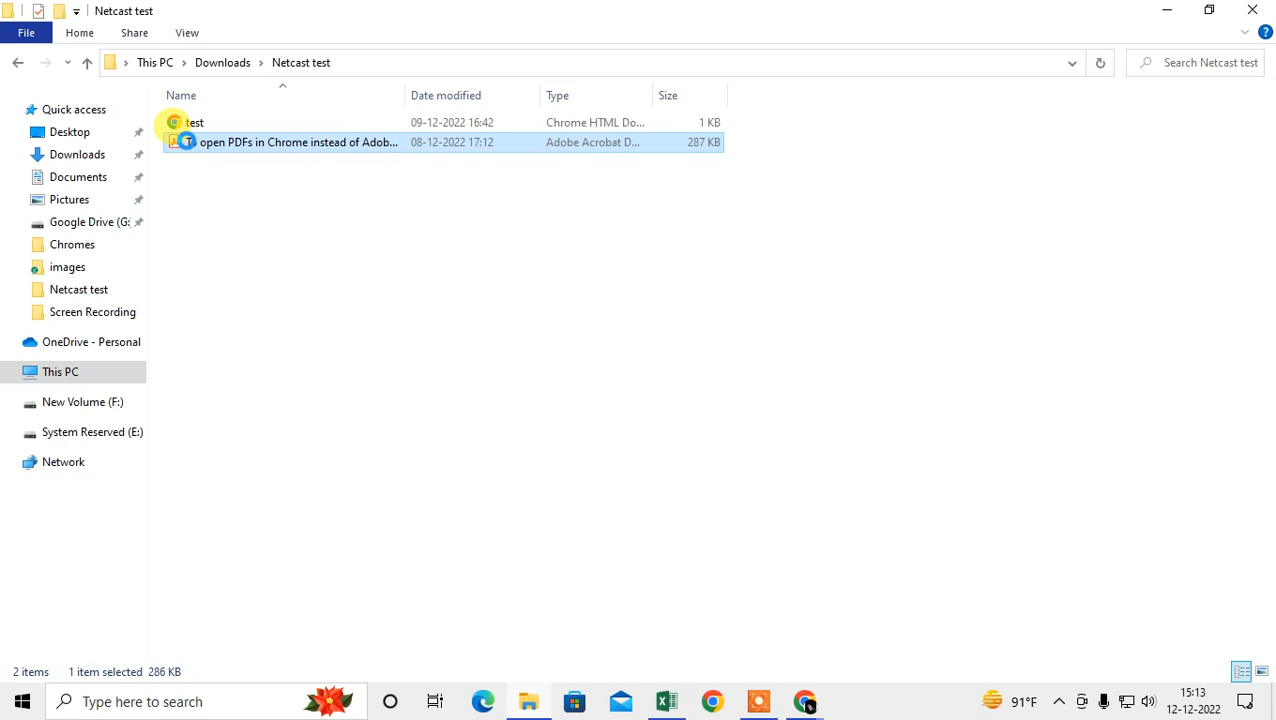 Netcast test
File Home Share View
This PC Downloads Netcast test
Search Netcast test
Name Date modified Type Size
test 09-12-2022 16:42 Chrome HTML Do... 1 KB
open PDFs in Chrome instead of Adob... 08-12-2022 17:12 Adobe Acrobat D... 287 KB
Quick access
Desktop
Downloads
Documents
Pictures
Google Drive (G:
Chromes
images
Netcast test
Screen Recording
OneDrive - Personal
This PC
New Volume (F:)
System Reserved (E:)
Network
2 items 1 item selected 286 KB
Type here to search
91°F
15:13
12-12-2022